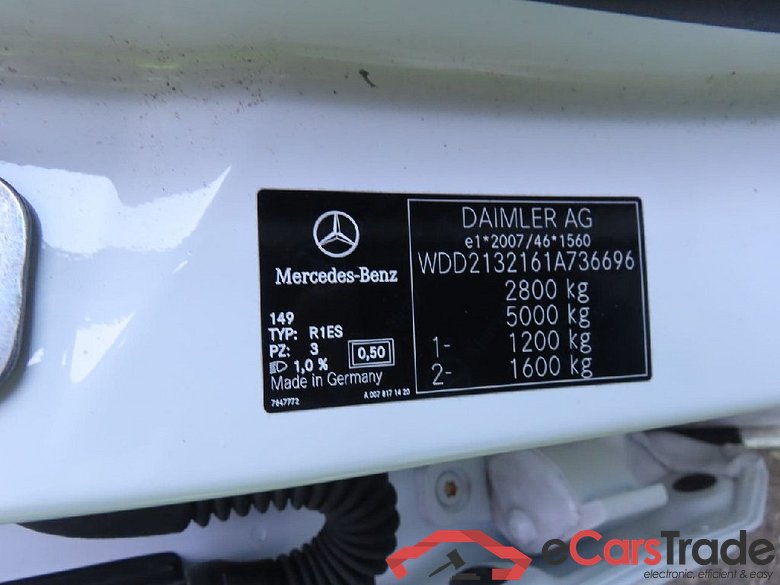 Mercedes-Benz
149
TYP: R1ES
PZ: 3
1,0 %
0,50
Made in Germany
7847772
A 007 817 14 20
DAIMLER AG
e1*2007/46*1560
WDD2132161A736696
2800 kg
5000 kg
1- 1200 kg
2- 1600 kg
eCarsTrade
electronic, efficient & easy